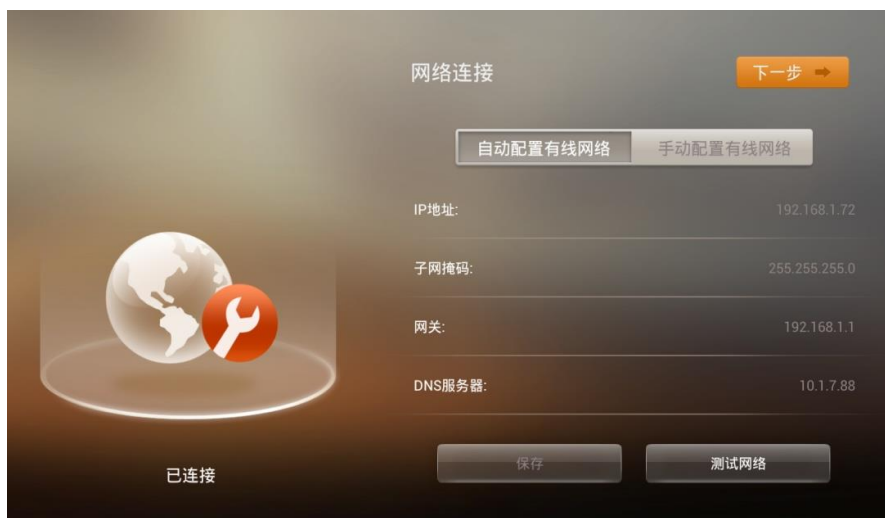 网络连接
下一步
自动配置有线网络 手动配置有线网络
IP地址: 192.168.1.72
子网掩码: 255.255.255.0
网关: 192.168.1.1
DNS服务器: 10.1.7.88
已连接
保存 测试网络